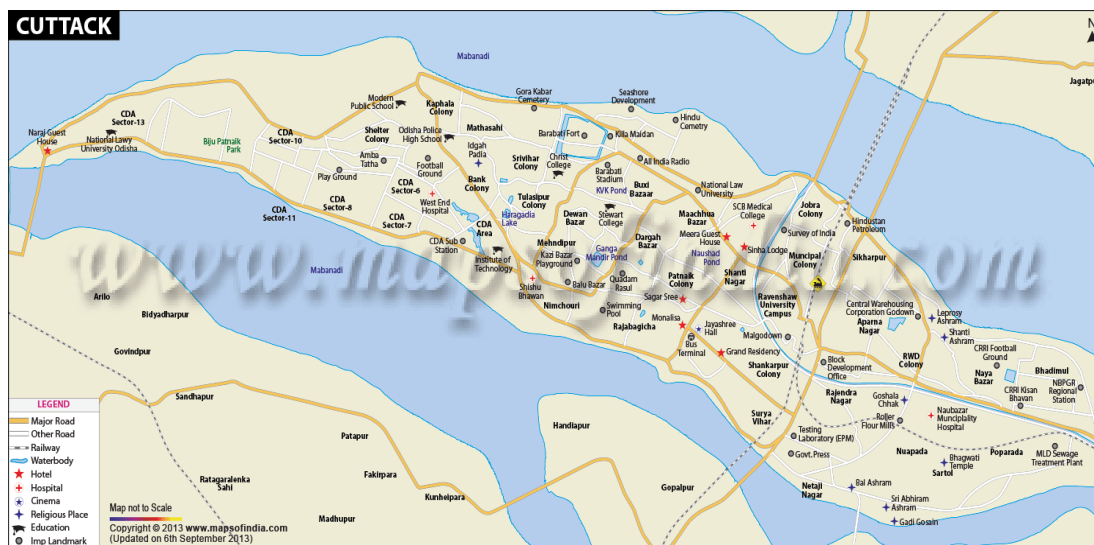 CUTTACK
N
Mabanadi
Jagatpu
Modern
Public School
Kaphala
Colony
Gora Kabar
Cemetery
Seashore
Development
CDA
Sector-13
Naraj Guest
House
National Lawy
University Odisha
Biju Patnaik
Park
CDA
Sector-10
Shelter
Colony
Odisha Police
High School
Mathasahi
Barabati Fort
Killa Maidan
Hindu
Cemetry
Amba
Tatha
Football
Ground
Idgah
Padia
Srivihar
Colony
Christ
College
All India Radio
Barabati
Stadium
Play Ground
CDA
Sector-6
Bank
Colony
West End
Hospital
Tulasipur
Colony
KVK Pond
Buxi
Bazaar
National Law
University
CDA
Sector-11
CDA
Sector-8
CDA
Sector-7
CDA
Area
Haragadia
Lake
Dewan
Bazar
Stewart
College
Maachhua
Bazar
SCB Medical
College
Jobra
Colony
Hindustan
Petroleum
CDA Sub
Station
Institute of
Technology
Mehndipur
Kazi Bazar
Playground
Ganga
Mandir Pond
Dargah
Bazar
Meera Guest
House
Naushad
Pond
Sinha Lodge
Survey of India
Muncipal
Colony
Sikharpur
www.mapsofindia.com
Mabanadi
Arilo
Bidyadharpur
Govindpur
Shishu
Bhawan
Balu Bazar
Nimchouri
Quadam
Rasul
Swimming
Pool
Rajabagicha
Patnaik
Colony
Shanti
Nagar
Sagar Sree
Monalisa
Jayashree
Hall
Bus
Terminal
Grand Residency
Ravenshaw
University
Campus
Malgodown
Shankarpur
Colony
Central Warehousing
Corporation Godown
Aparna
Nagar
Leprosy
Ashram
Shanti
Ashram
CRRI Football
Ground
Block
Development
Office
RWD
Colony
Naya
Bazar
Bhadimul
NBPGR
Regional
Station
CRRI Kisan
Bhavan
Rajendra
Nagar
Goshala
Chhak
Roller
Flour Mills
Naubazar
Munciplality
Hospital
Surya
Vihar
Testing
Laboratory (EPM)
Govt. Press
Nuapada
Bhagwati
Temple
Sartol
Poparada
MLD Sewage
Treatment Plant
Netaji
Nagar
Bal Ashram
Sri Abhiram
Ashram
Gadi Gosain
Sandhapur
Patapur
Handiapur
Ratagaralenka
Sahi
Fakirpara
Kunheipara
Gopalpur
Madhupur
LEGEND
Major Road
Other Road
Railway
Waterbody
Hotel
Hospital
Cinema
Religious Place
Education
Imp Landmark
Map not to Scale
Copyright © 2013 www.mapsofindia.com
(Updated on 6th September 2013)